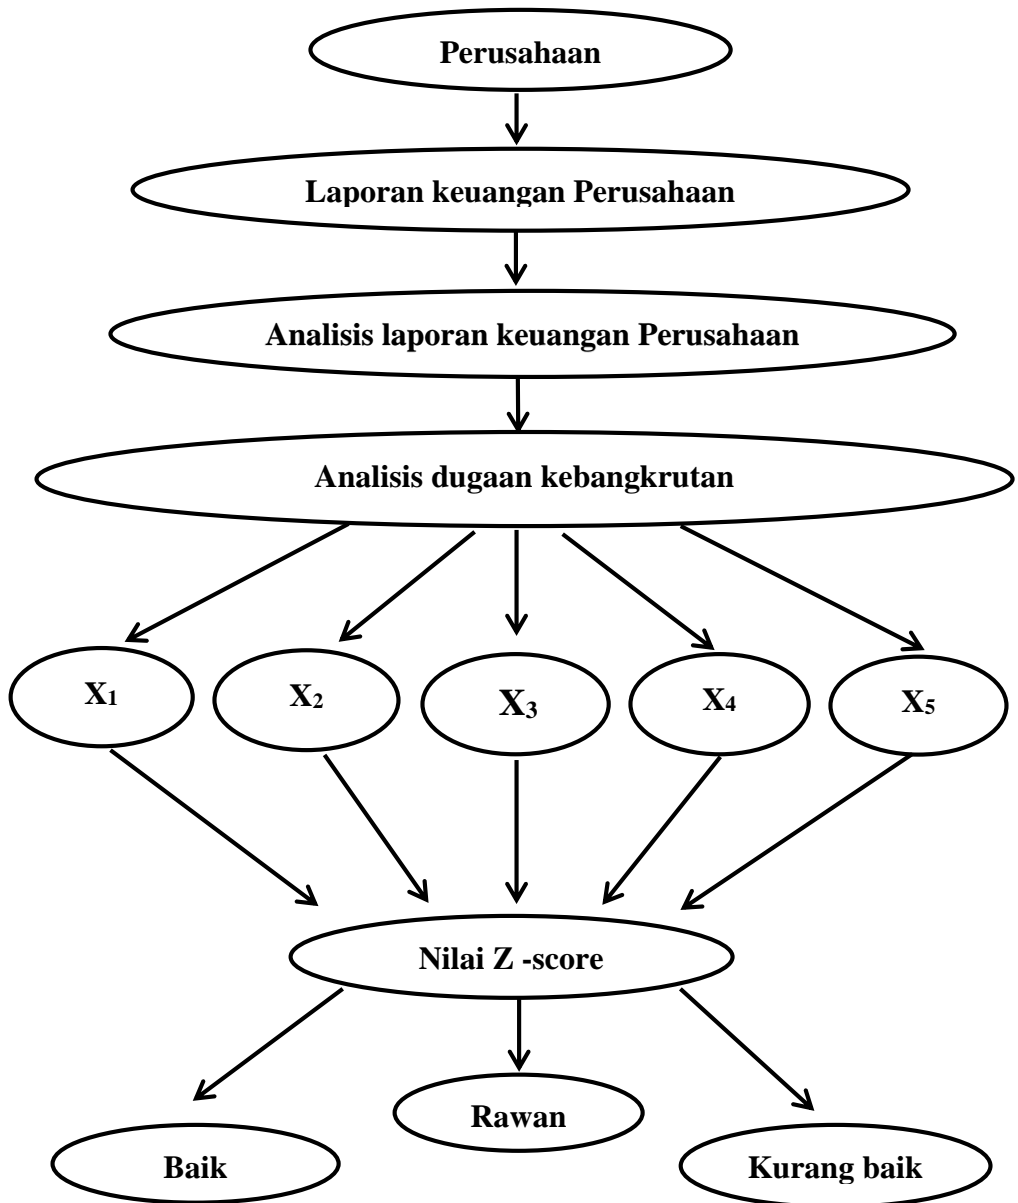 Perusahaan
Laporan keuangan Perusahaan
Analisis laporan keuangan Perusahaan
Analisis dugaan kebangkrutan
X1
X2
X3
X4
X5
Nilai Z -score
Rawan
Baik
Kurang baik